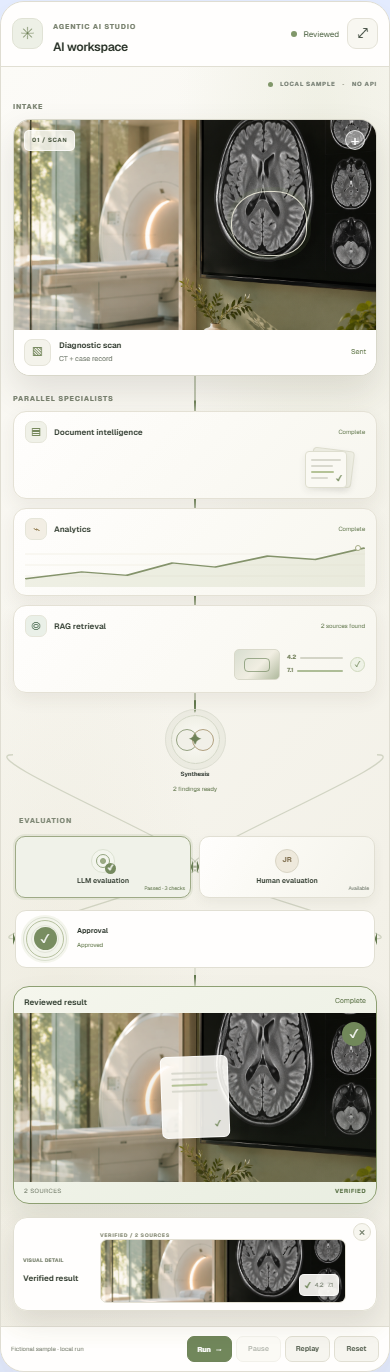 AGENTIC AI STUDIO
AI workspace
Reviewed
LOCAL SAMPLE · NO API
INTAKE
01 / SCAN
Diagnostic scan
CT + case record
Sent
PARALLEL SPECIALISTS
Document intelligence
Complete
Analytics
Complete
RAG retrieval
2 sources found
4.2
7.1
Synthesis
2 findings ready
EVALUATION
LLM evaluation
Passed · 3 checks
JR
Human evaluation
Available
Approval
Approved
Reviewed result
Complete
2 SOURCES
VERIFIED
VISUAL DETAIL
Verified result
VERIFIED / 2 SOURCES
4.2 7.1
Fictional sample · local run
Run →
Pause
Replay
Reset